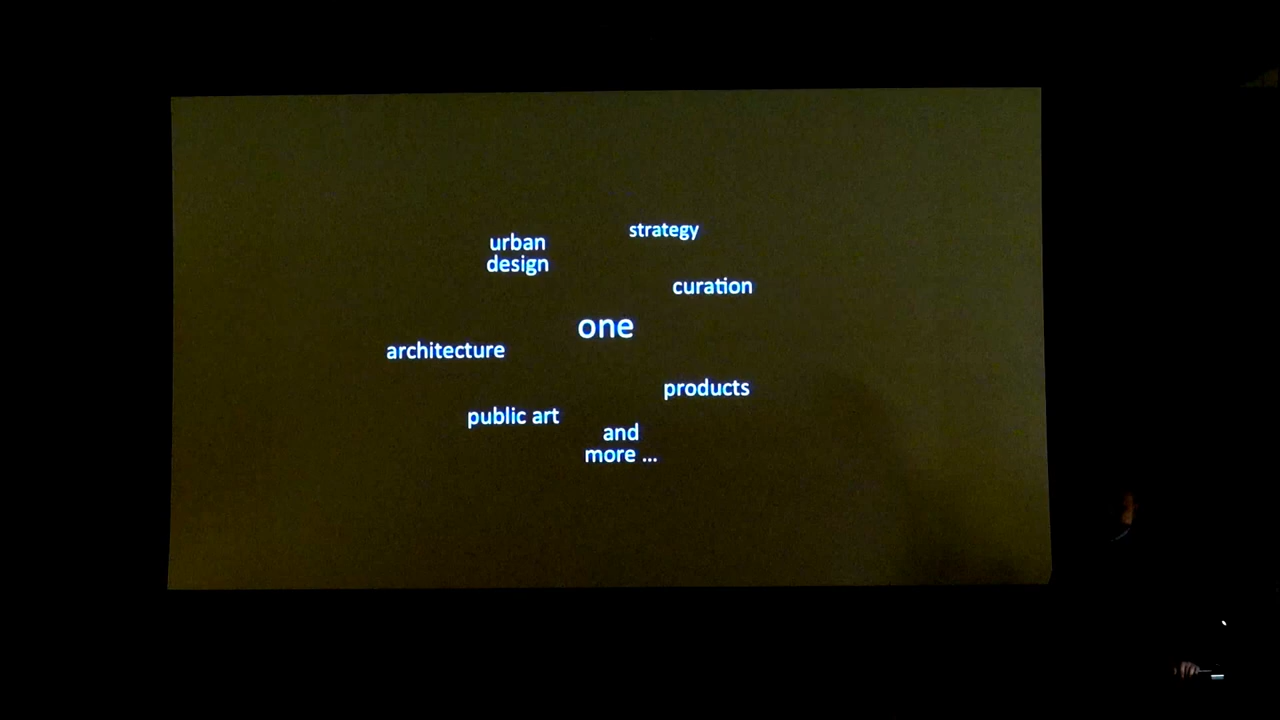 strategy
urban
design
curation
one
architecture
products
public art
and
more ...